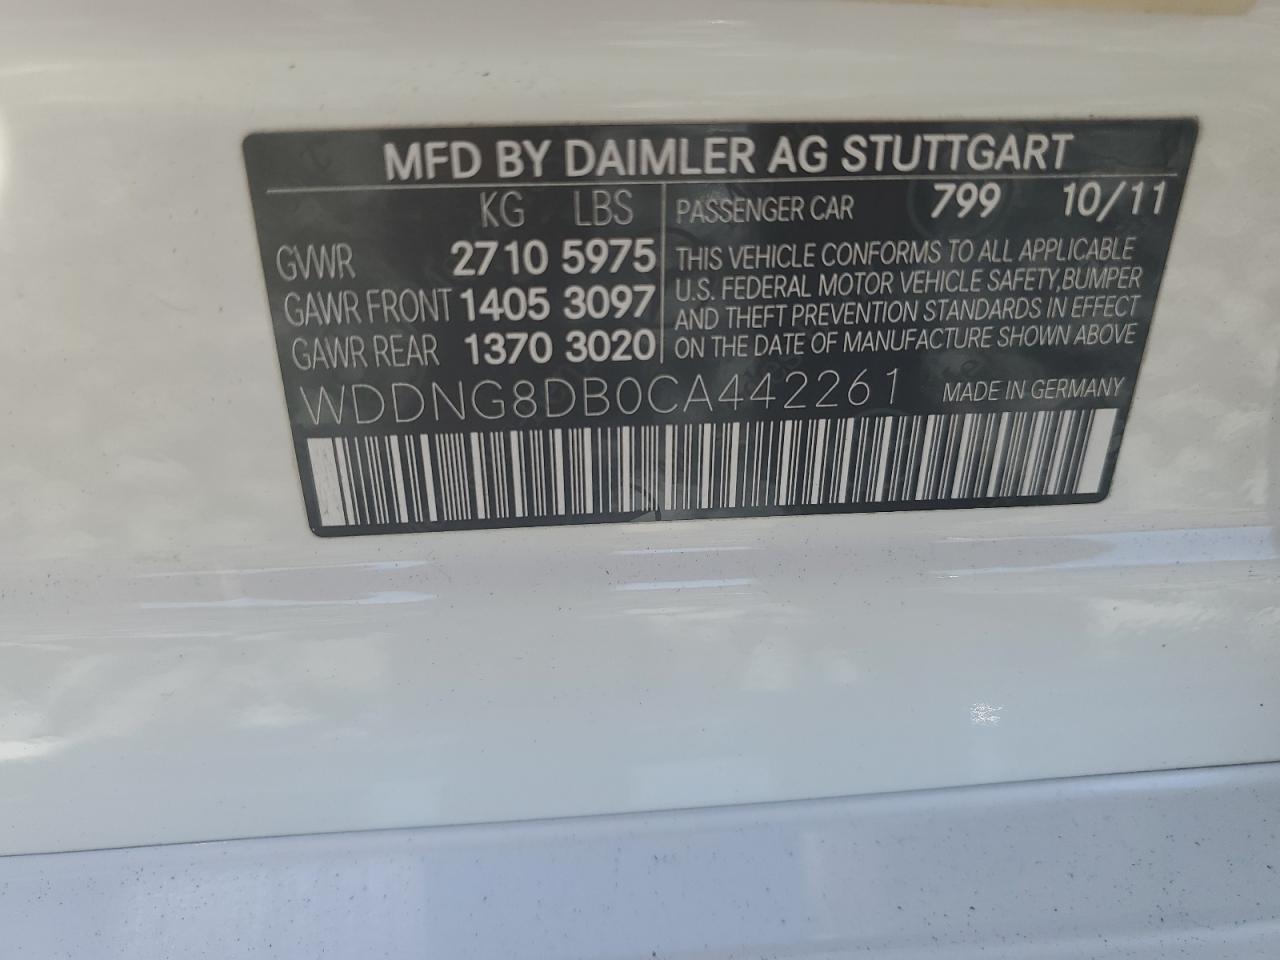 MFD BY DAIMLER AG STUTTGART
KG LBS
GVWR 2710 5975
GAWR FRONT 1405 3097
GAWR REAR 1370 3020
PASSENGER CAR 799 10/11
THIS VEHICLE CONFORMS TO ALL APPLICABLE
U.S. FEDERAL MOTOR VEHICLE SAFETY,BUMPER
AND THEFT PREVENTION STANDARDS IN EFFECT
ON THE DATE OF MANUFACTURE SHOWN ABOVE
WDDNG8DB0CA442261 MADE IN GERMANY